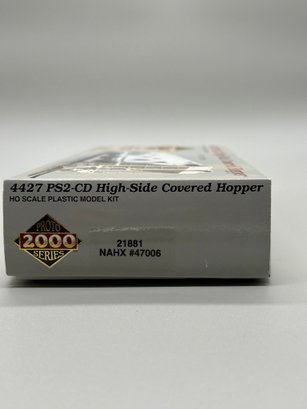 4427 PS2-CD High-Side Covered Hopper
HO SCALE PLASTIC MODEL KIT
PROTO
2000
SERIES
21881
NAHX #47006